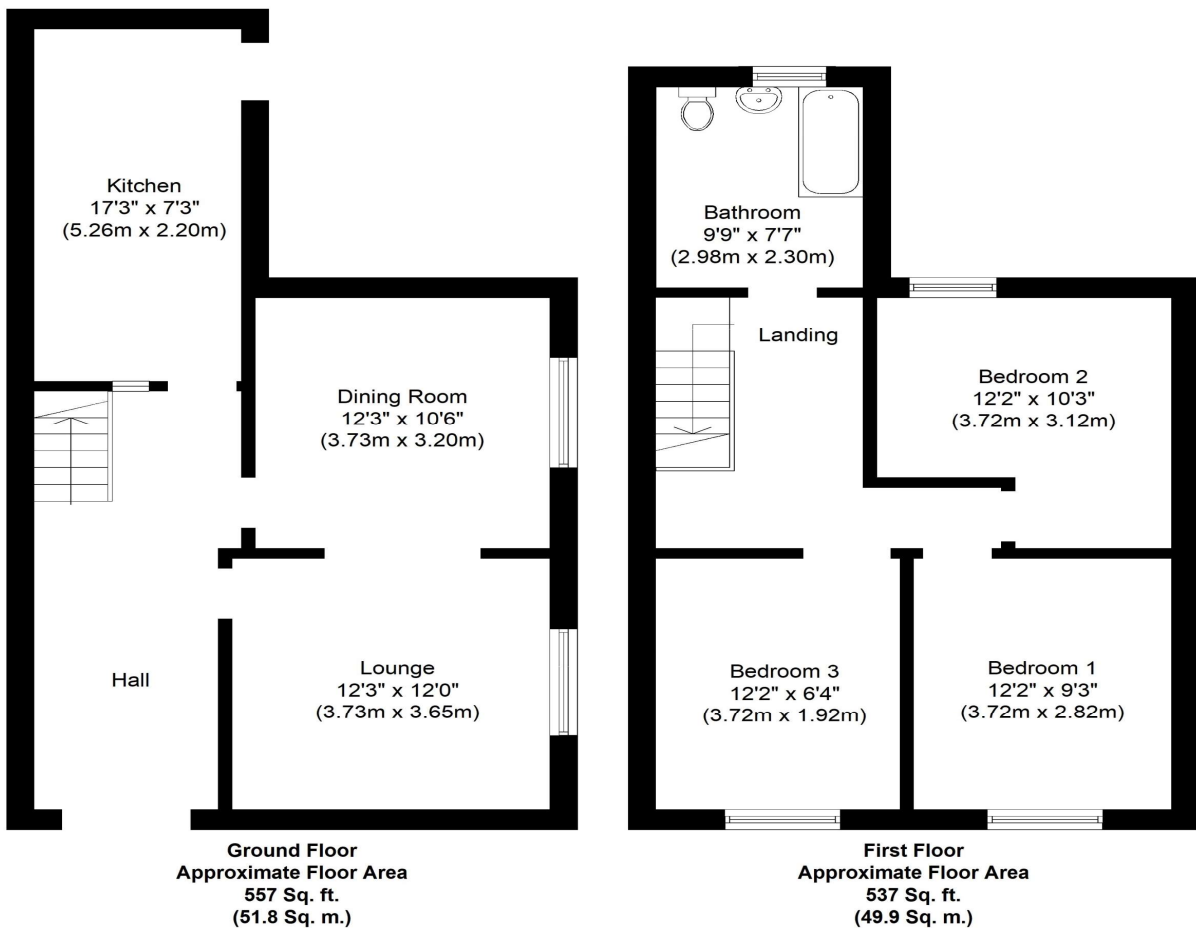 Kitchen
17'3" x 7'3"
(5.26m x 2.20m)
Dining Room
12'3" x 10'6"
(3.73m x 3.20m)
Hall
Lounge
12'3" x 12'0"
(3.73m x 3.65m)
Ground Floor
Approximate Floor Area
557 Sq. ft.
(51.8 Sq. m.)
Bathroom
9'9" x 7'7"
(2.98m x 2.30m)
Landing
Bedroom 2
12'2" x 10'3"
(3.72m x 3.12m)
Bedroom 3
12'2" x 6'4"
(3.72m x 1.92m)
Bedroom 1
12'2" x 9'3"
(3.72m x 2.82m)
First Floor
Approximate Floor Area
537 Sq. ft.
(49.9 Sq. m.)